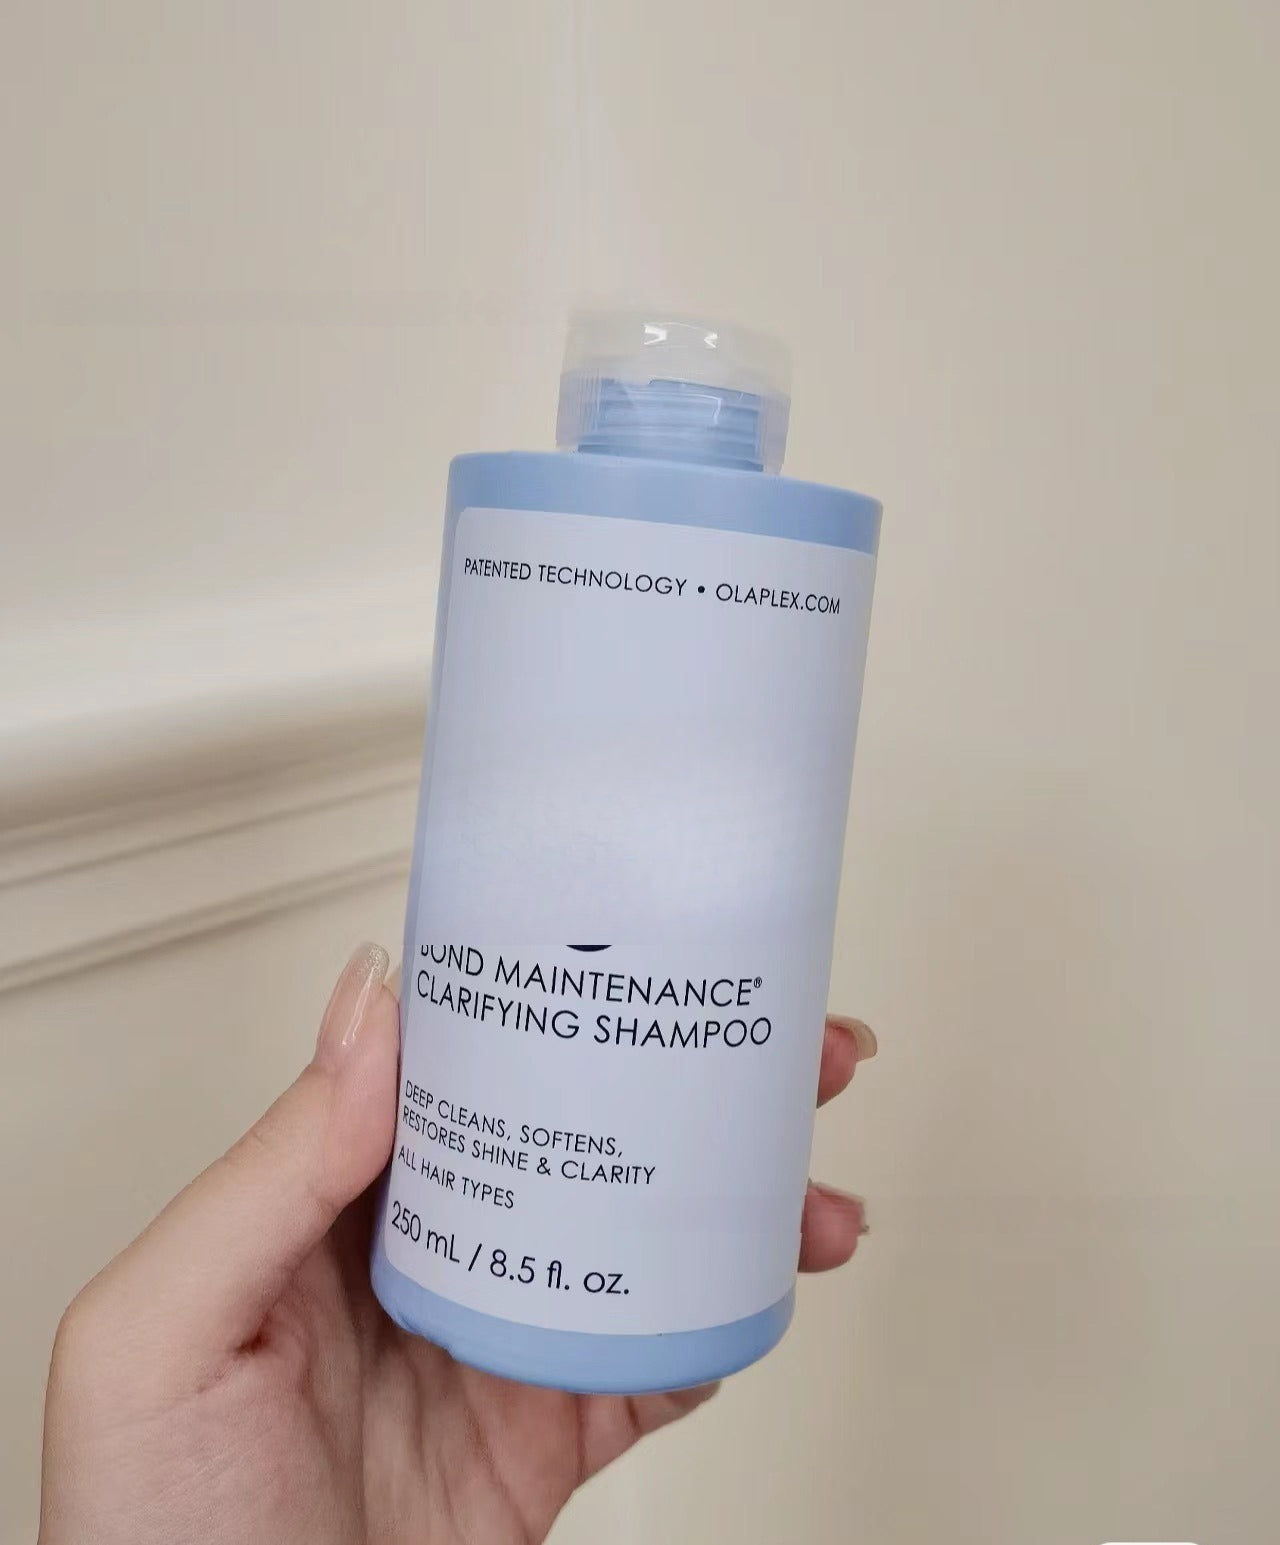 PATENTED TECHNOLOGY • OLAPLEX.COM
BOND MAINTENANCE®
CLARIFYING SHAMPOO
DEEP CLEANS, SOFTENS,
RESTORES SHINE & CLARITY
ALL HAIR TYPES
250 mL / 8.5 fl. oz.